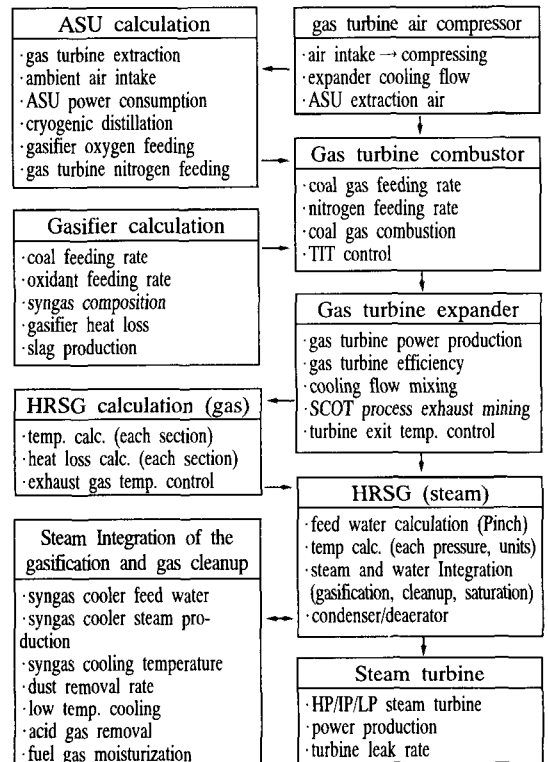 ASU calculation
·gas turbine extraction
·ambient air intake
·ASU power consumption
·cryogenic distillation
·gasifier oxygen feeding
·gas turbine nitrogen feeding
gas turbine air compressor
·air intake → compressing
·expander cooling flow
·ASU extraction air
Gas turbine combustor
·coal gas feeding rate
·nitrogen feeding rate
·coal gas combustion
·TIT control
Gasifier calculation
·coal feeding rate
·oxidant feeding rate
·syngas composition
·gasifier heat loss
·slag production
Gas turbine expander
·gas turbine power production
·gas turbine efficiency
·cooling flow mixing
·SCOT process exhaust mining
·turbine exit temp. control
HRSG calculation (gas)
·temp. calc. (each section)
·heat loss calc. (each section)
·exhaust gas temp. control
HRSG (steam)
·feed water calculation (Pinch)
·temp calc. (each pressure, units)
·steam and water Integration
(gasification, cleanup, saturation)
·condenser/deaerator
Steam Integration of the
gasification and gas cleanup
·syngas cooler feed water
·syngas cooler steam pro-
duction
·syngas cooling temperature
·dust removal rate
·low temp. cooling
·acid gas removal
·fuel gas moisturization
Steam turbine
·HP/IP/LP steam turbine
·power production
·turbine leak rate